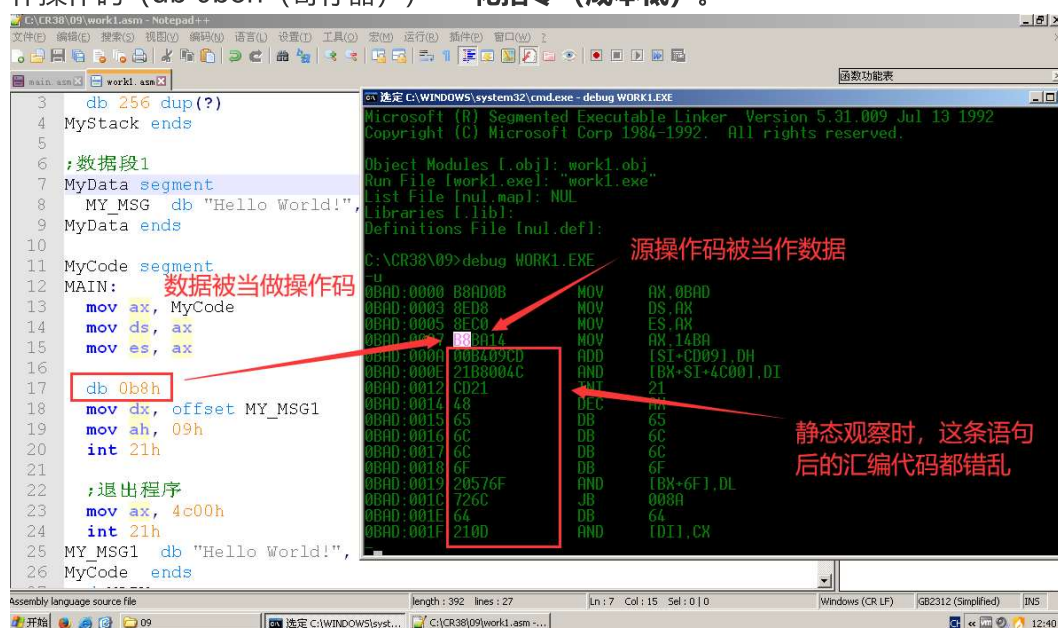 作操作的（db 0b8h（寄存器））
花指令（成本低）。
C:\CR38\09\work1.asm - Notepad++
文件(F) 编辑(E) 搜索(S) 视图(V) 编码(N) 语言(L) 设置(T) 工具(O) 宏(M) 运行(R) 插件(P) 窗口(W) ?
main.asm work1.asm
函数功能表
3 db 256 dup(?)
4 MyStack ends
5
6 ;数据段1
7 MyData segment
8 MY_MSG db "Hello World!",
9 MyData ends
10
11 MyCode segment
12 MAIN:
13 mov ax, MyCode
14 mov ds, ax
15 mov es, ax
16
17 db 0b8h
18 mov dx, offset MY_MSG1
19 mov ah, 09h
20 int 21h
21
22 ;退出程序
23 mov ax, 4c00h
24 int 21h
25 MY_MSG1 db "Hello World!",
26 MyCode ends
数据被当做操作码
选定 C:\WINDOWS\system32\cmd.exe - debug WORK1.EXE
Microsoft (R) Segmented Executable Linker Version 5.31.009 Jul 13 1992
Copyright (C) Microsoft Corp 1984-1992. All rights reserved.
Object Modules [.obj]: work1.obj
Run File [work1.exe]: "work1.exe"
List File [nul.map]: NUL
Libraries [.lib]:
Definitions File [nul.def]:
C:\CR38\09>debug WORK1.EXE
-u
0BAD:0000 B8AD0B MOV AX,0BAD
0BAD:0003 8ED8 MOV DS,AX
0BAD:0005 8EC0 MOV ES,AX
0BAD:0007 B8BA14 MOV AX,14BA
0BAD:000A 00B409CD ADD [SI+CD09],DH
0BAD:000E 21B8004C AND [BX+SI+4C00],DI
0BAD:0012 CD21 INT 21
0BAD:0014 48 DEC AX
0BAD:0015 65 DB 65
0BAD:0016 6C DB 6C
0BAD:0017 6C DB 6C
0BAD:0018 6F DB 6F
0BAD:0019 20576F AND [BX+6F],DL
0BAD:001C 726C JB 008A
0BAD:001E 64 DB 64
0BAD:001F 210D AND [DI],CX
-
源操作码被当作数据
静态观察时，这条语句
后的汇编代码都错乱
Assembly language source file length : 392 lines : 27 Ln : 7 Col : 15 Sel : 0 | 0 Windows (CR LF) GB2312 (Simplified) INS
开始 09 选定 C:\WINDOWS\syst... C:\CR38\09\work1.asm -... 12:40